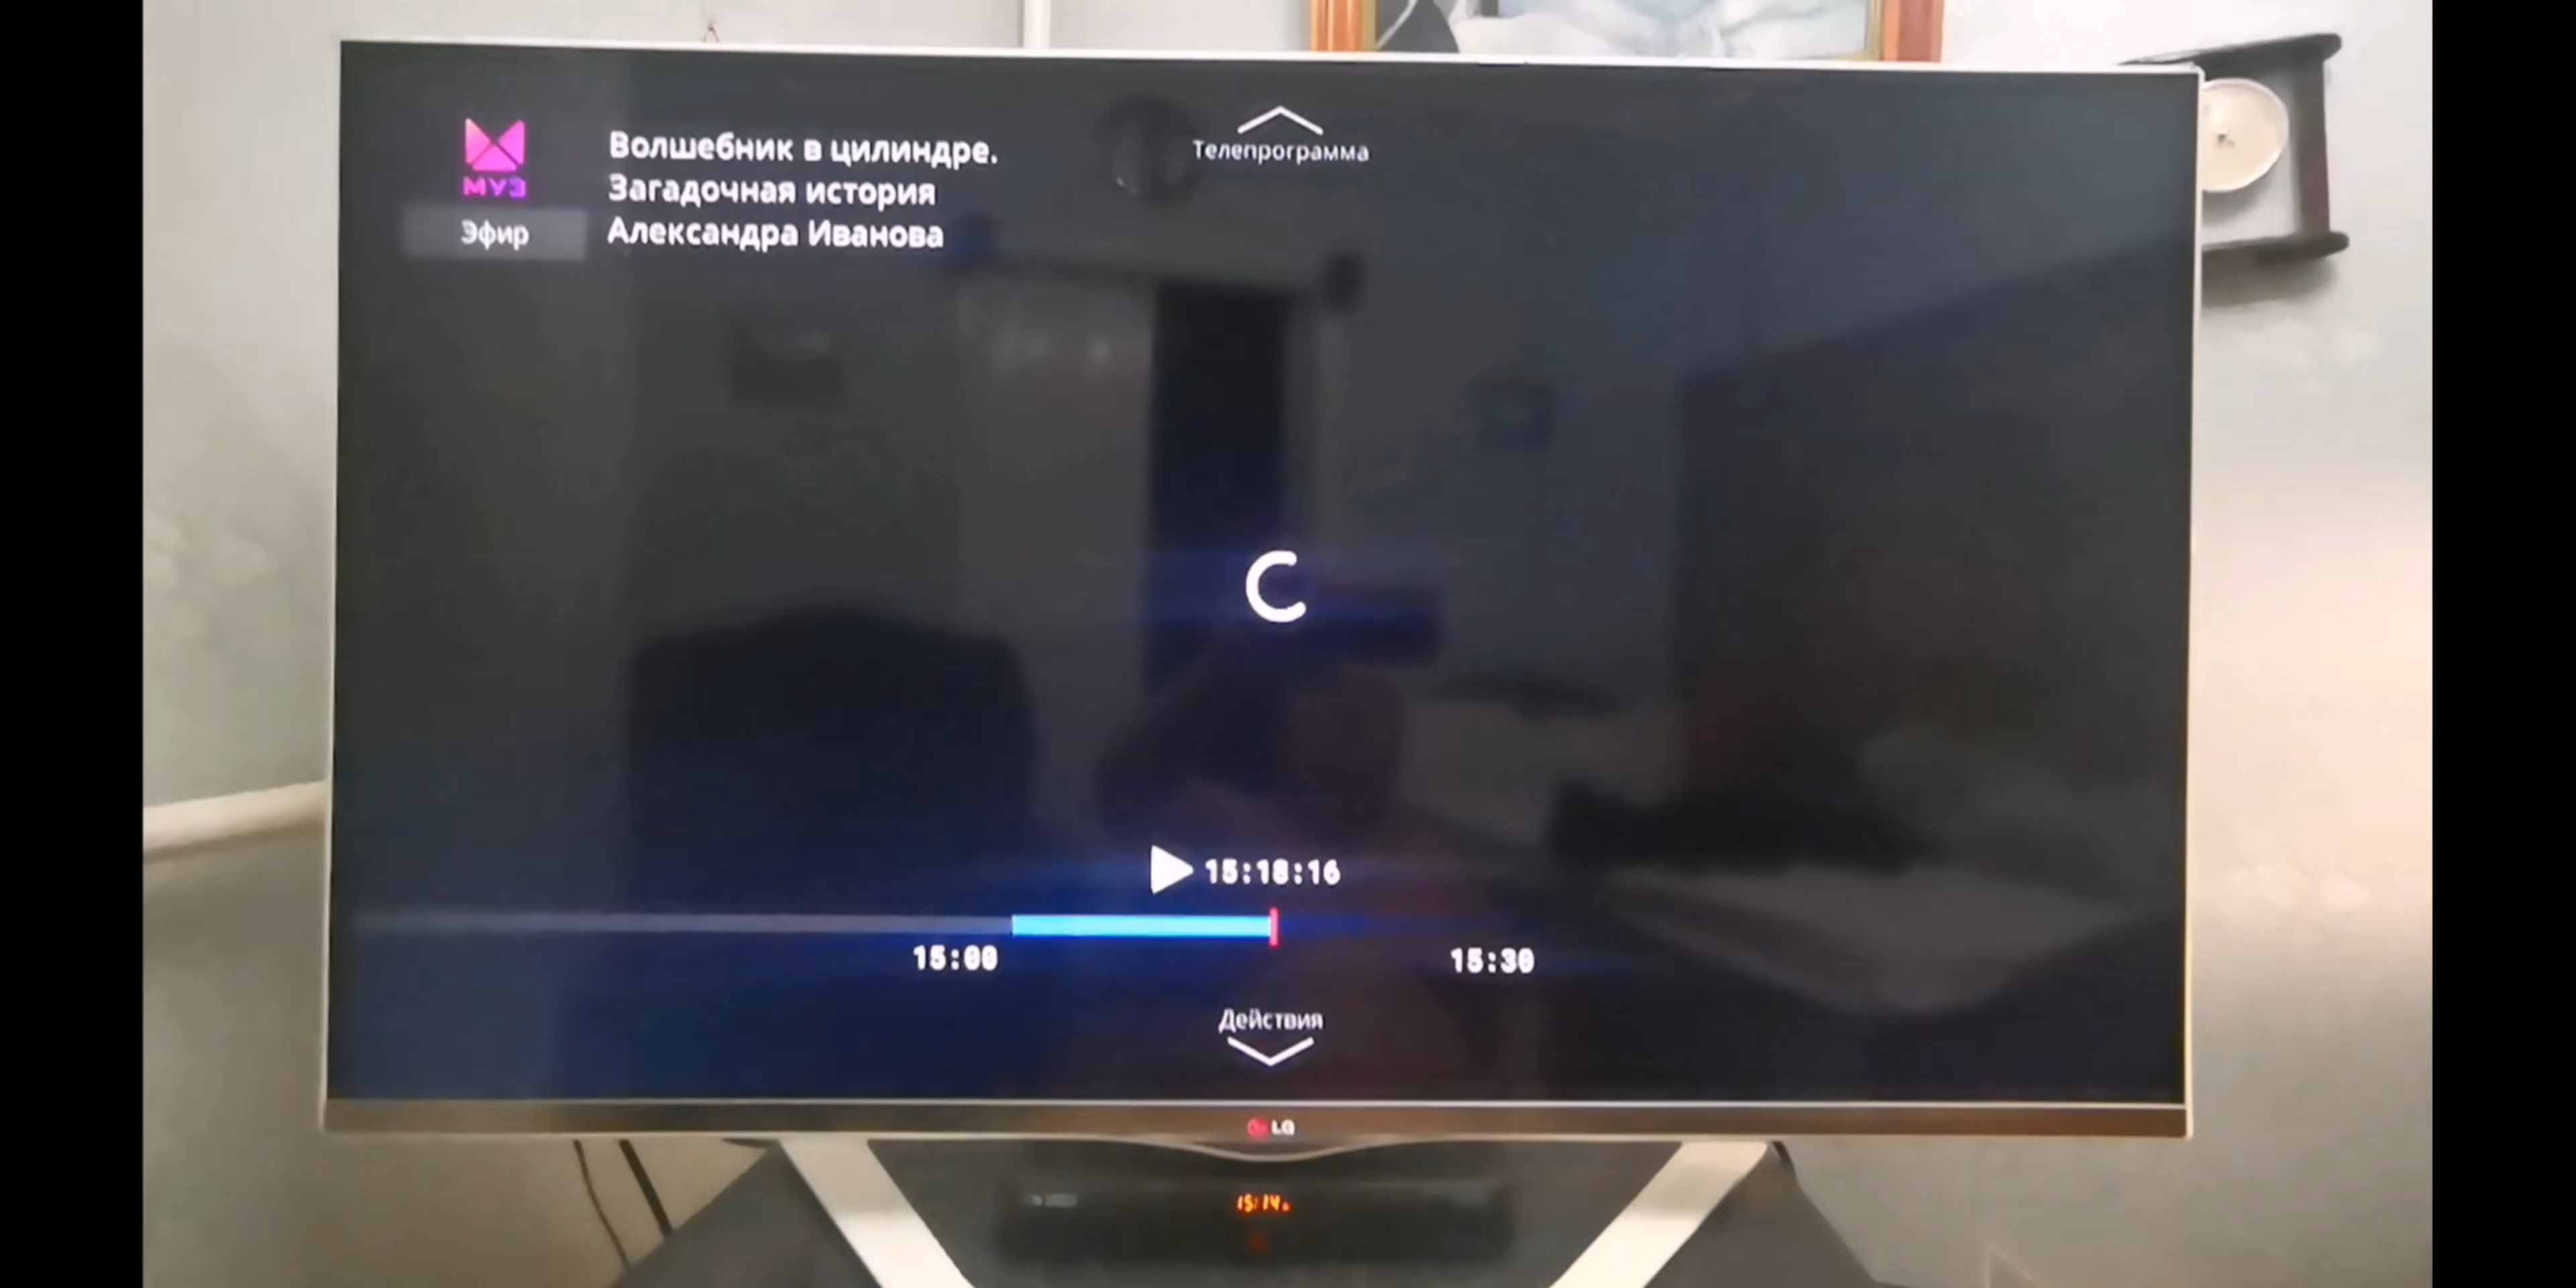 МУЗ
Эфир
Волшебник в цилиндре.
Загадочная история
Александра Иванова
Телепрограмма
15:18:16
15:00
15:30
Действия
LG